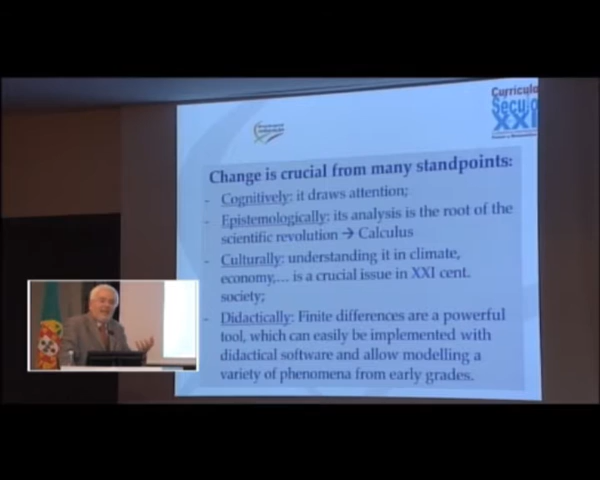 Curricula
Século
XXI
Change is crucial from many standpoints:
- Cognitively: it draws attention;
- Epistemologically: its analysis is the root of the
scientific revolution → Calculus
- Culturally: understanding it in climate,
economy,... is a crucial issue in XXI cent.
society;
- Didactically: Finite differences are a powerful
tool, which can easily be implemented with
didactical software and allow modelling a
variety of phenomena from early grades.